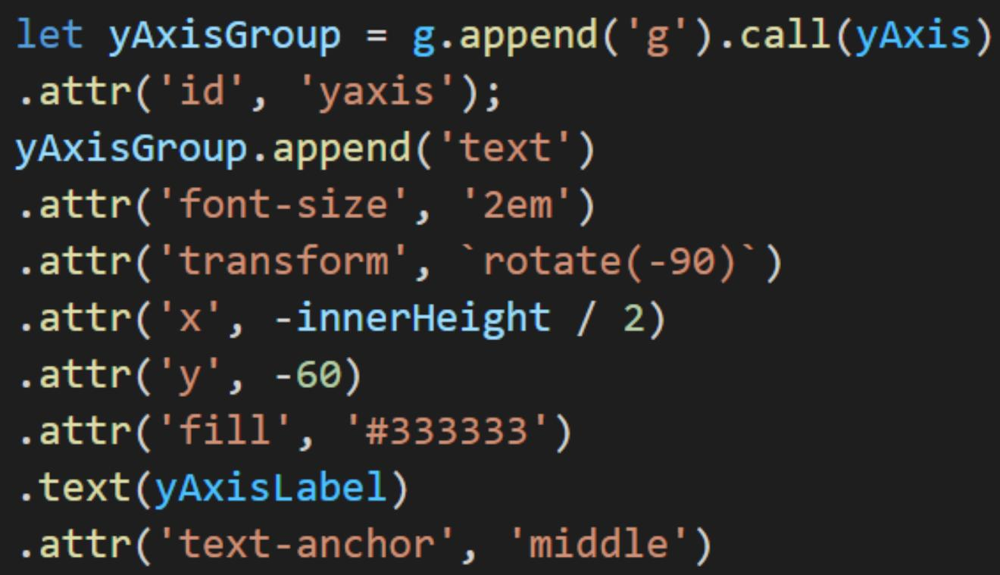 let yAxisGroup = g.append('g').call(yAxis)
.attr('id', 'yaxis');
yAxisGroup.append('text')
.attr('font-size', '2em')
.attr('transform', `rotate(-90)`)
.attr('x', -innerHeight / 2)
.attr('y', -60)
.attr('fill', '#333333')
.text(yAxisLabel)
.attr('text-anchor', 'middle')